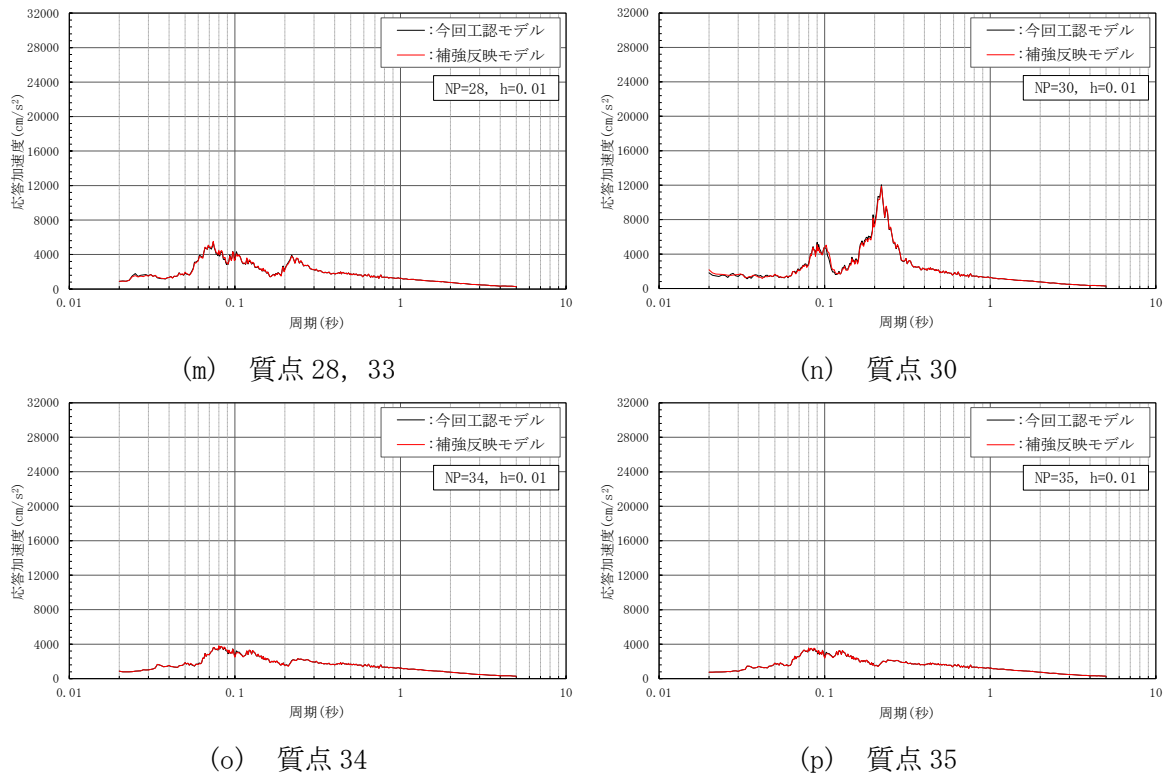 32000
28000
24000
20000
16000
12000
8000
4000
0
応答加速度(cm/s²)
:今回工認モデル
:補強反映モデル
NP=28, h=0.01
0.01 0.1 1 10
周期(秒)
(m) 質点 28, 33
32000
28000
24000
20000
16000
12000
8000
4000
0
応答加速度(cm/s²)
:今回工認モデル
:補強反映モデル
NP=30, h=0.01
0.01 0.1 1 10
周期(秒)
(n) 質点 30
32000
28000
24000
20000
16000
12000
8000
4000
0
応答加速度(cm/s²)
:今回工認モデル
:補強反映モデル
NP=34, h=0.01
0.01 0.1 1 10
周期(秒)
(o) 質点 34
32000
28000
24000
20000
16000
12000
8000
4000
0
応答加速度(cm/s²)
:今回工認モデル
:補強反映モデル
NP=35, h=0.01
0.01 0.1 1 10
周期(秒)
(p) 質点 35